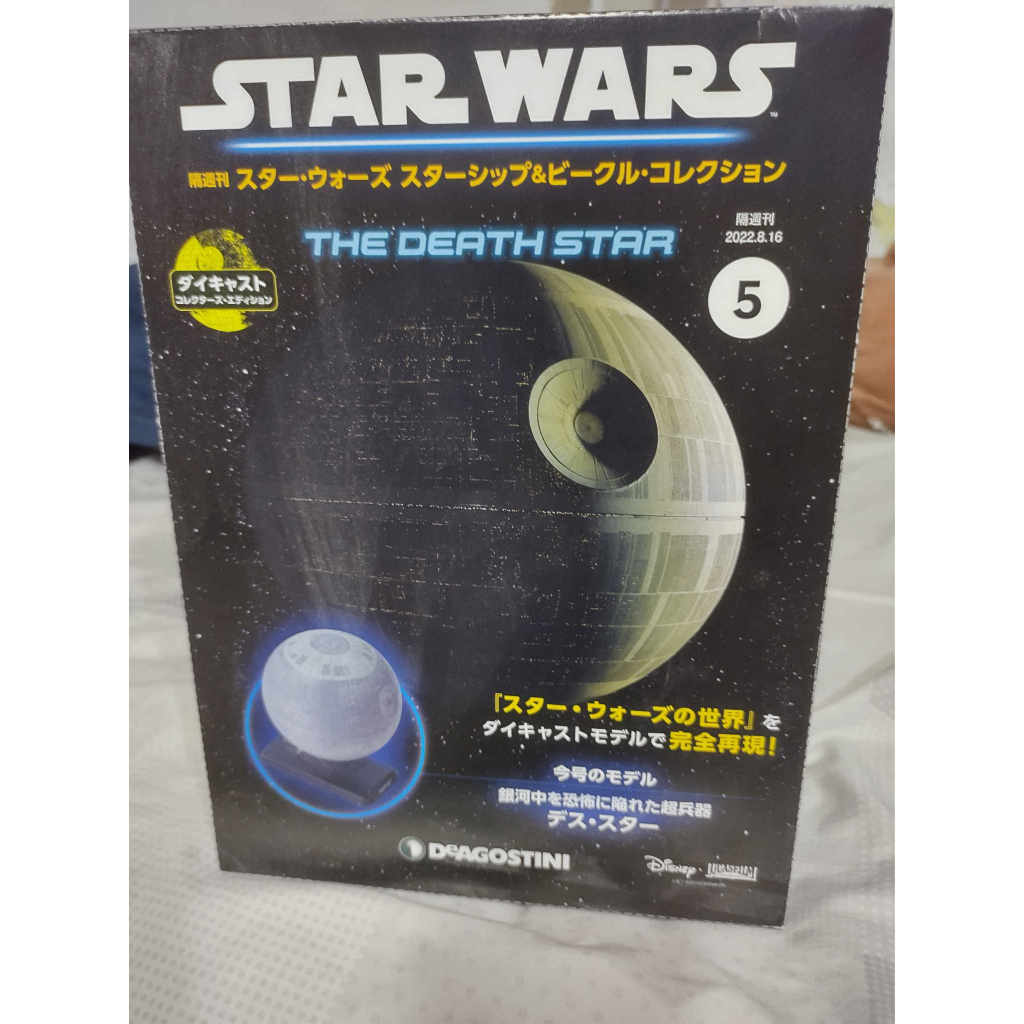 STAR WARS
TM
隔週刊 スター・ウォーズ スターシップ&ビークル・コレクション
THE DEATH STAR
隔週刊
2022.8.16
5
ダイキャスト
コレクターズ・エディション
『スター・ウォーズの世界』を
ダイキャストモデルで完全再現!
今号のモデル
銀河中を恐怖に陥れた超兵器
デス・スター
DeAGOSTINI
Disney · LUCASFILM